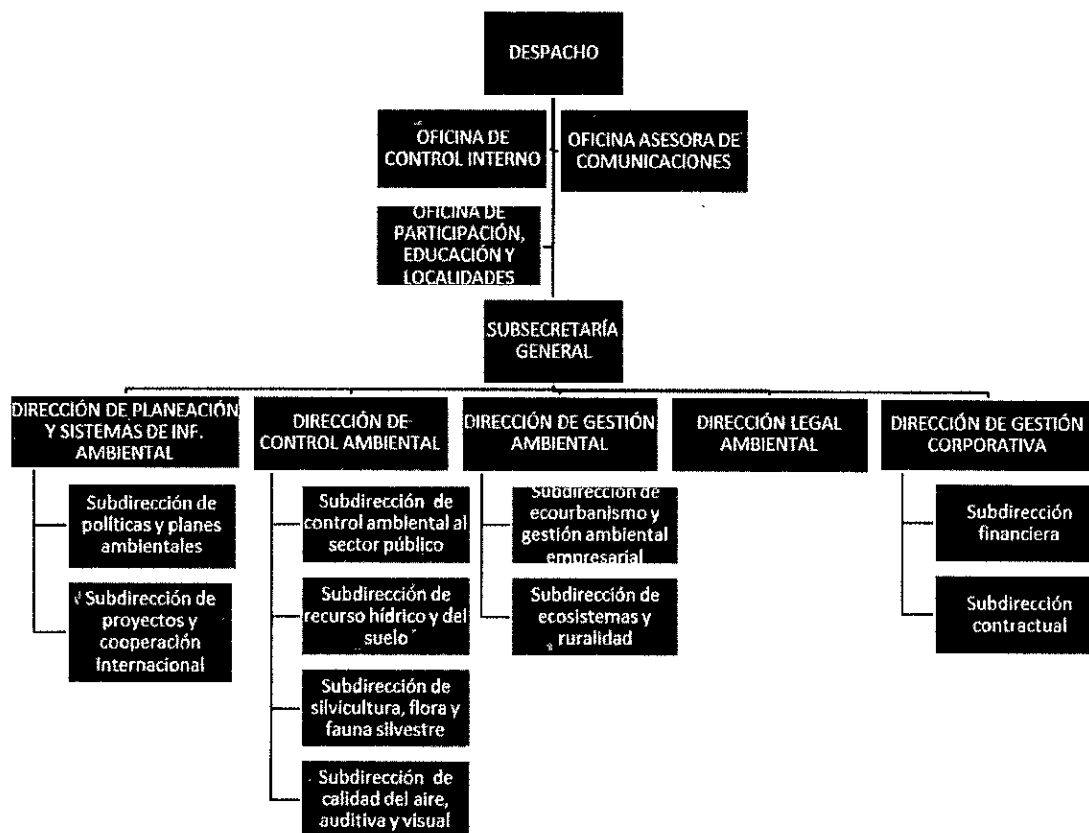 DESPACHO
OFICINA DE
CONTROL INTERNO
OFICINA ASESORA DE
COMUNICACIONES
OFICINA DE
PARTICIPACIÓN,
EDUCACIÓN Y
LOCALIDADES
SUBSECRETARÍA
GENERAL
DIRECCIÓN DE PLANEACIÓN
Y SISTEMAS DE INF.
AMBIENTAL
Subdirección de
políticas y planes
ambientales
Subdirección de
proyectos y
cooperación
internacional
DIRECCIÓN DE
CONTROL AMBIENTAL
Subdirección de
control ambiental al
sector público
Subdirección de
recurso hídrico y del
suelo
Subdirección de
silvicultura, flora y
fauna silvestre
Subdirección de
calidad del aire,
auditiva y visual
DIRECCIÓN DE GESTIÓN
AMBIENTAL
Subdirección de
ecourbanismo y
gestión ambiental
empresarial
Subdirección de
ecosistemas y
ruralidad
DIRECCIÓN LEGAL
AMBIENTAL
DIRECCIÓN DE GESTIÓN
CORPORATIVA
Subdirección
financiera
Subdirección
contractual